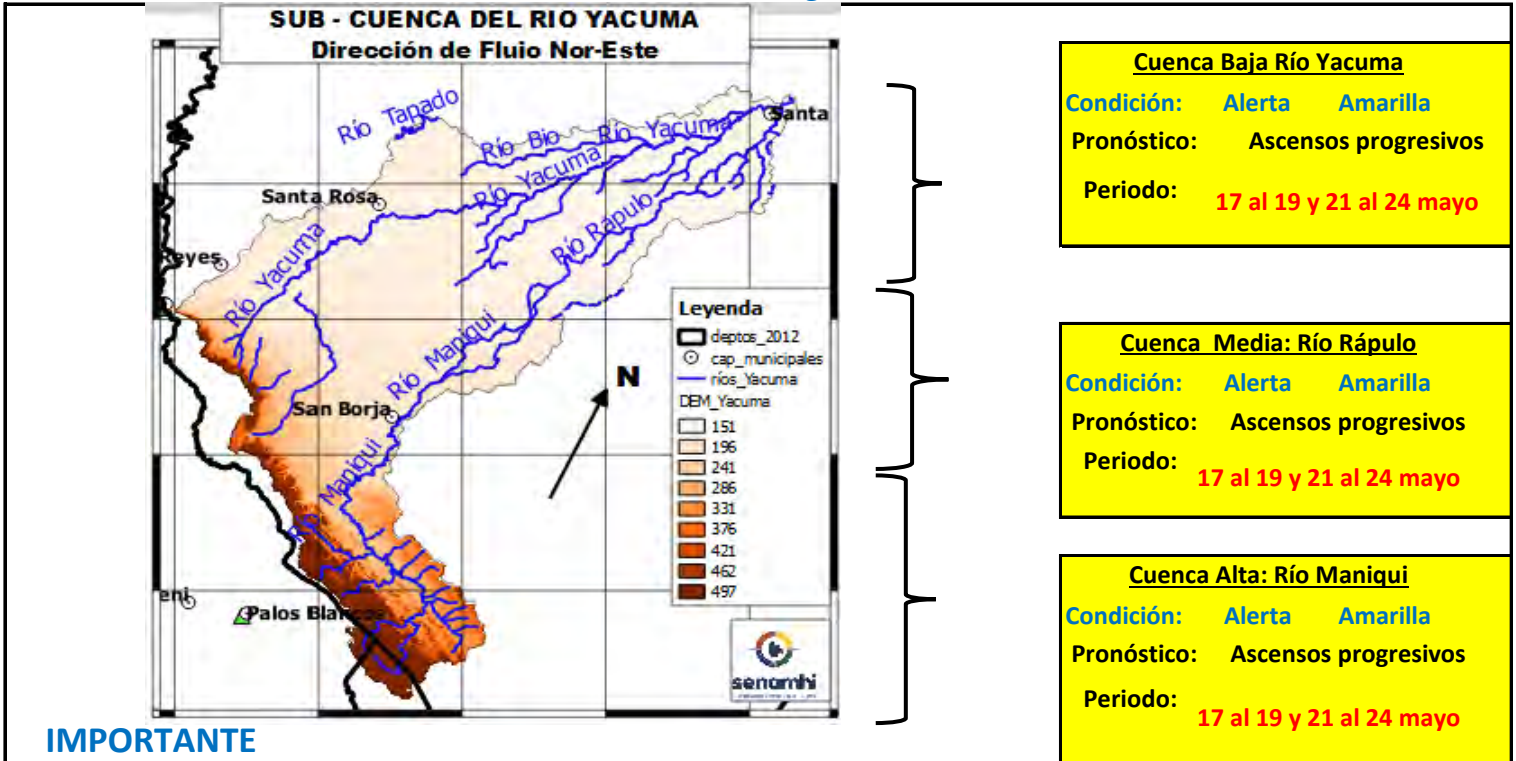 SUB - CUENCA DEL RIO YACUMA
Dirección de Flujo Nor-Este
Río Tapado
Río Bio
Río Yacuma
Santa
Río Yacuma
Santa Rosa
Río Rápulo
Reyes
Río Yacuma
Río Maniqui
San Borja
Río Maniqui
eni
Palos Blancos
N
Leyenda
deptos_2012
cap_municipales
ríos_Yacuma
DEM_Yacuma
151
196
241
286
331
376
421
462
497
senamhi
Cuenca Baja Río Yacuma
Condición: Alerta Amarilla
Pronóstico: Ascensos progresivos
Periodo: 17 al 19 y 21 al 24 mayo
Cuenca Media: Río Rápulo
Condición: Alerta Amarilla
Pronóstico: Ascensos progresivos
Periodo: 17 al 19 y 21 al 24 mayo
Cuenca Alta: Río Maniqui
Condición: Alerta Amarilla
Pronóstico: Ascensos progresivos
Periodo: 17 al 19 y 21 al 24 mayo
IMPORTANTE